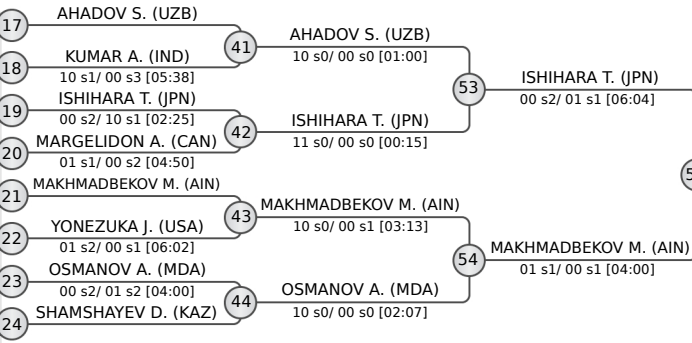 17
AHADOV S. (UZB)
18
KUMAR A. (IND)
10 s1/ 00 s3 [05:38]
19
ISHIHARA T. (JPN)
00 s2/ 10 s1 [02:25]
20
MARGELIDON A. (CAN)
01 s1/ 00 s2 [04:50]
21
MAKHMADBEKOV M. (AIN)
22
YONEZUKA J. (USA)
01 s2/ 00 s1 [06:02]
23
OSMANOV A. (MDA)
00 s2/ 01 s2 [04:00]
24
SHAMSHAYEV D. (KAZ)
41
AHADOV S. (UZB)
10 s0/ 00 s0 [01:00]
42
ISHIHARA T. (JPN)
11 s0/ 00 s0 [00:15]
43
MAKHMADBEKOV M. (AIN)
10 s0/ 00 s1 [03:13]
44
OSMANOV A. (MDA)
10 s0/ 00 s0 [02:07]
53
ISHIHARA T. (JPN)
00 s2/ 01 s1 [06:04]
54
MAKHMADBEKOV M. (AIN)
01 s1/ 00 s1 [04:00]